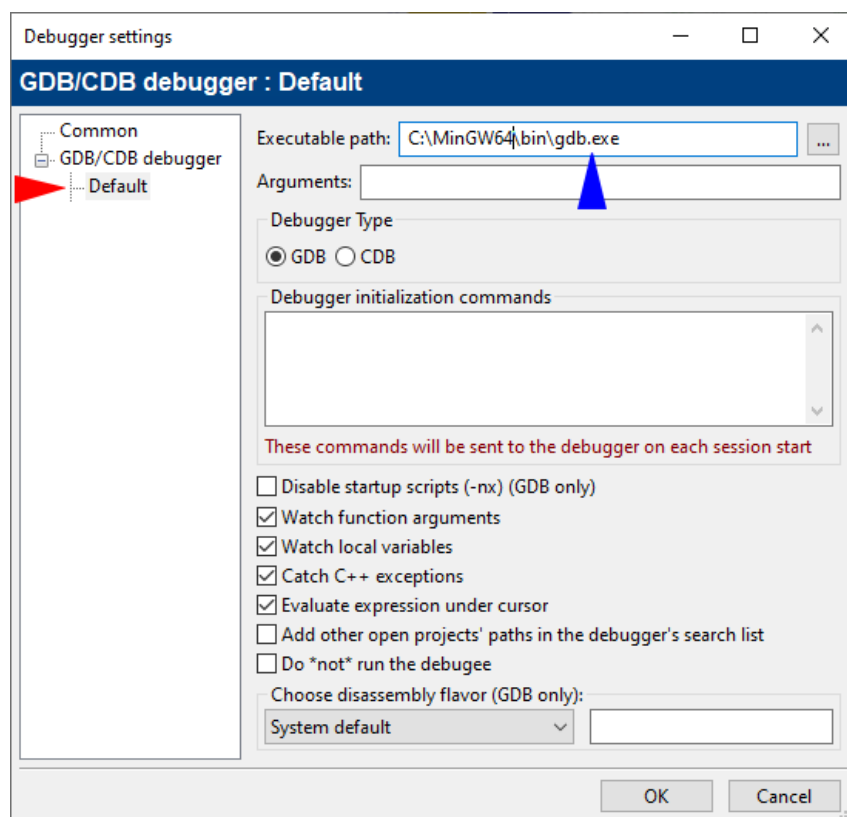 Debugger settings
GDB/CDB debugger : Default
Common
GDB/CDB debugger
Default
Executable path: C:\MinGW64\bin\gdb.exe ...
Arguments:
Debugger Type
GDB CDB
Debugger initialization commands
These commands will be sent to the debugger on each session start
Disable startup scripts (-nx) (GDB only)
Watch function arguments
Watch local variables
Catch C++ exceptions
Evaluate expression under cursor
Add other open projects' paths in the debugger's search list
Do *not* run the debugee
Choose disassembly flavor (GDB only):
System default
OK Cancel